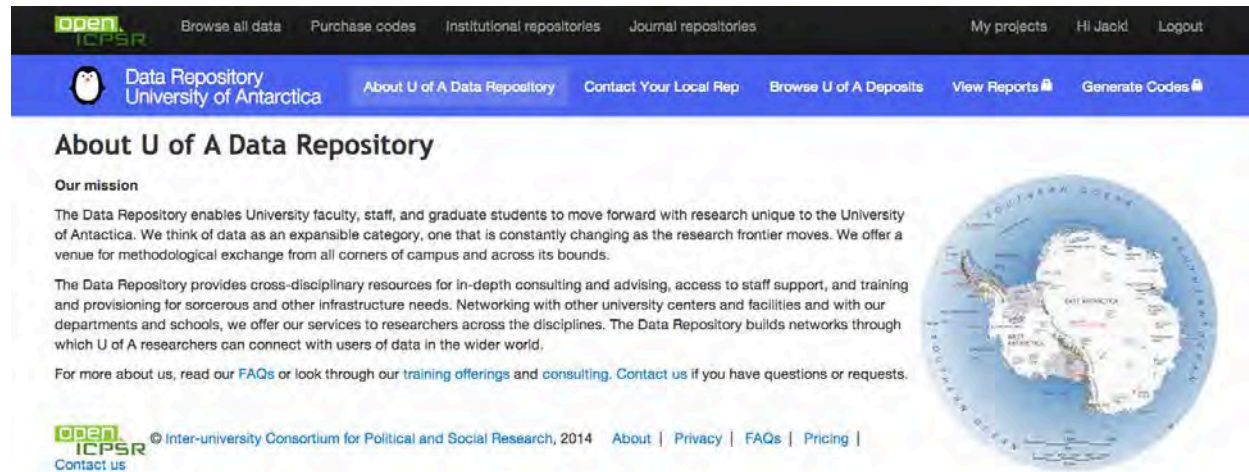 open ICPSR Browse all data Purchase codes Institutional repositories Journal repositories My projects Hi Jack! Logout
Data Repository
University of Antarctica
About U of A Data Repository Contact Your Local Rep Browse U of A Deposits View Reports Generate Codes
About U of A Data Repository
Our mission
The Data Repository enables University faculty, staff, and graduate students to move forward with research unique to the University
of Antactica. We think of data as an expansible category, one that is constantly changing as the research frontier moves. We offer a
venue for methodological exchange from all corners of campus and across its bounds.
The Data Repository provides cross-disciplinary resources for in-depth consulting and advising, access to staff support, and training
and provisioning for sorcerous and other infrastructure needs. Networking with other university centers and facilities and with our
departments and schools, we offer our services to researchers across the disciplines. The Data Repository builds networks through
which U of A researchers can connect with users of data in the wider world.
For more about us, read our FAQs or look through our training offerings and consulting. Contact us if you have questions or requests.
SOUTHERN OCEAN
EAST ANTARCTICA
WEST
ANTARCTICA
open ICPSR © Inter-university Consortium for Political and Social Research, 2014 About | Privacy | FAQs | Pricing |
Contact us